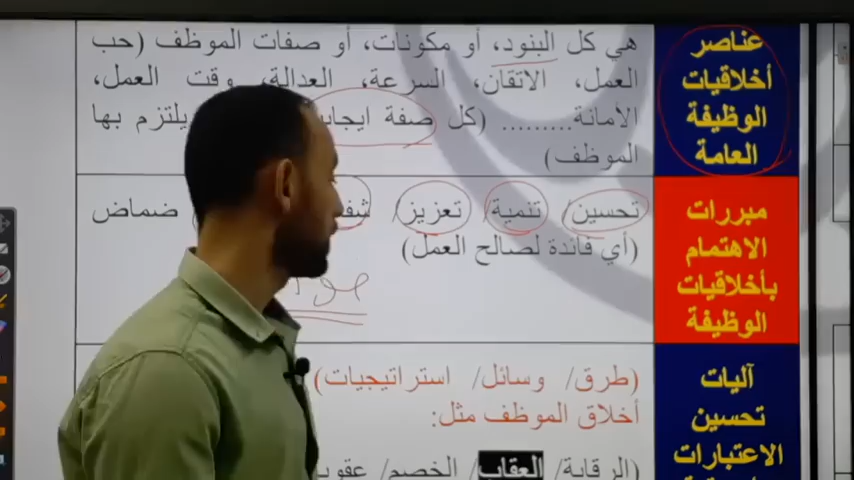 عناصر
أخلاقيات
الوظيفة
العامة
هي كل البنود، أو مكونات، أو صفات الموظف (حب
العمل، الاتقان، السرعة، العدالة، وقت العمل،
الأمانة......... (كل صفة ايجابية يلتزم بها
الموظف)
مبررات
الاهتمام
بأخلاقيات
الوظيفة
تحسين/ تنمية/ تعزيز/ ضماض
(أي فائدة لصالح العمل)
آليات
تحسين
الاعتبارات
(طرق/ وسائل/ استراتيجيات)
أخلاق الموظف مثل:
(الرقابة/ العقاب/ الخصم/